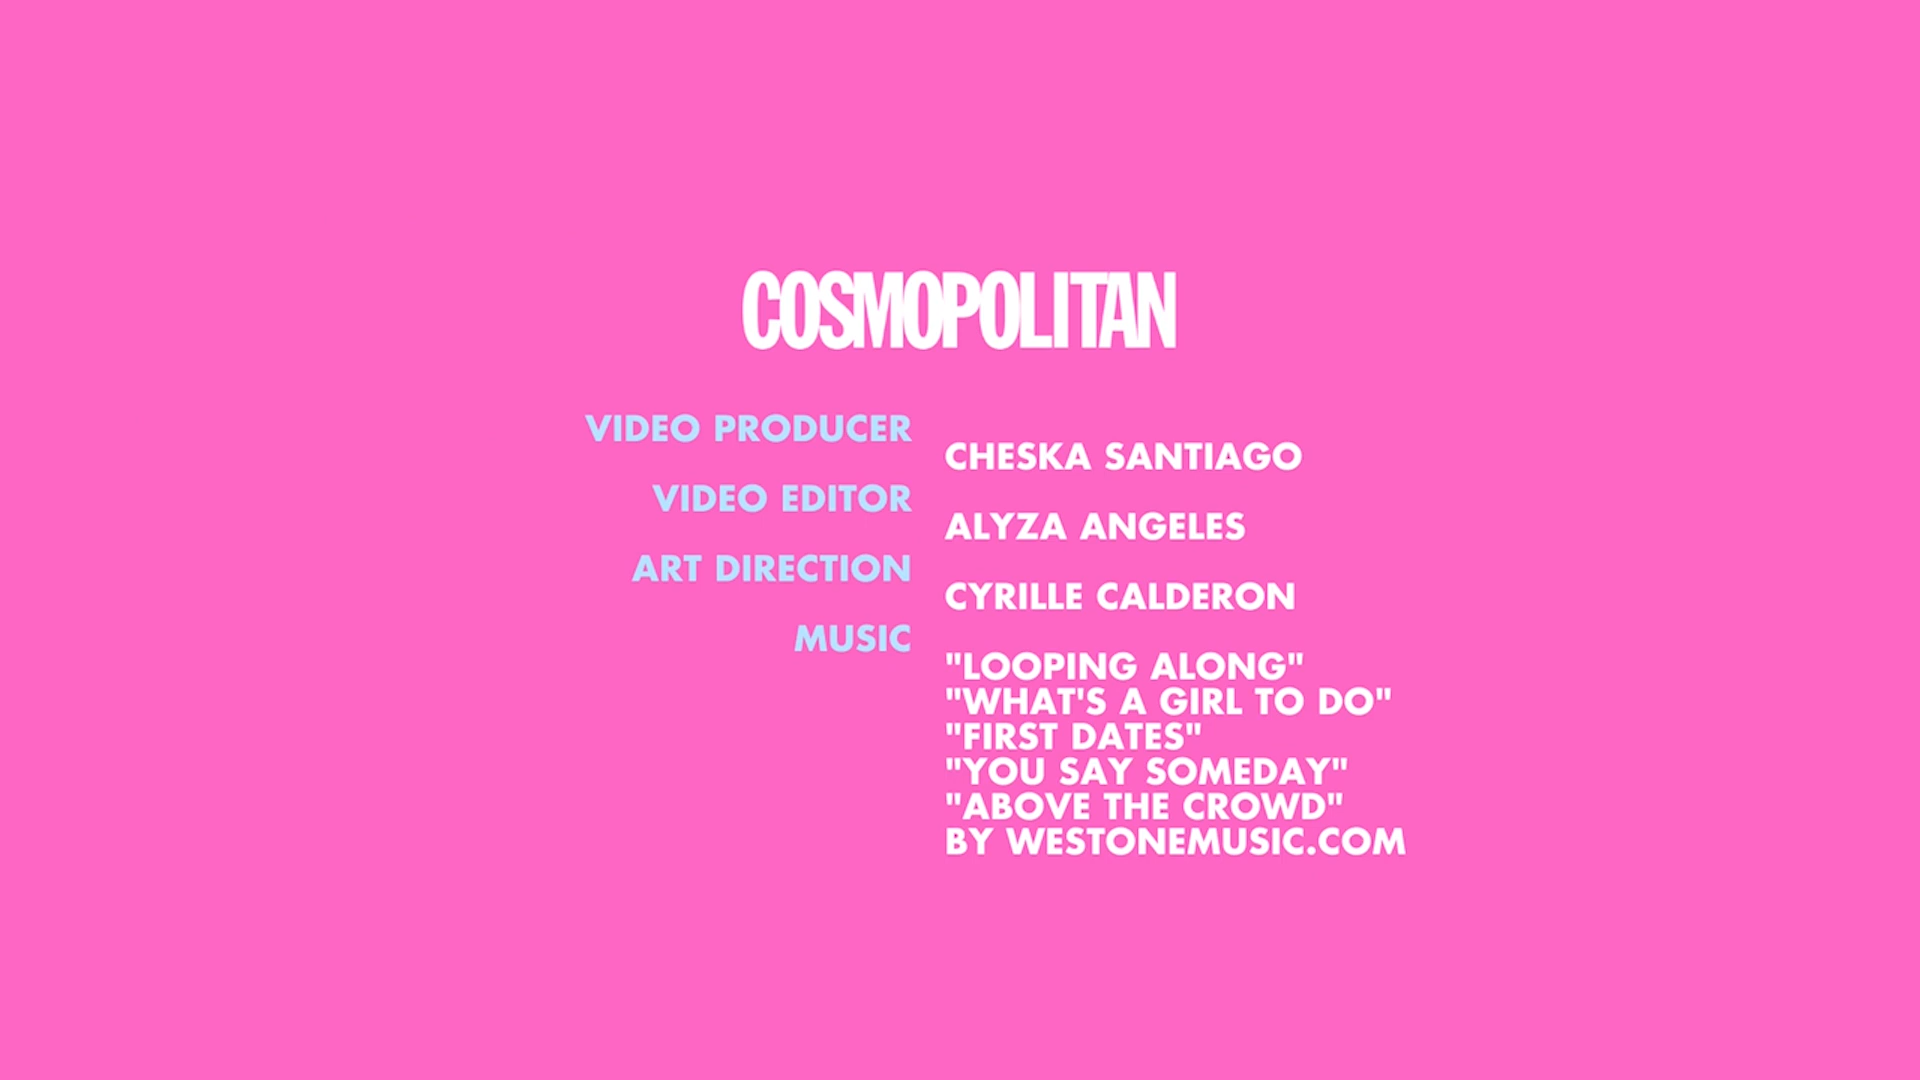 COSMOPOLITAN
VIDEO PRODUCER
CHESKA SANTIAGO
VIDEO EDITOR
ALYZA ANGELES
ART DIRECTION
CYRILLE CALDERON
MUSIC
"LOOPING ALONG"
"WHAT'S A GIRL TO DO"
"FIRST DATES"
"YOU SAY SOMEDAY"
"ABOVE THE CROWD"
BY WESTONEMUSIC.COM